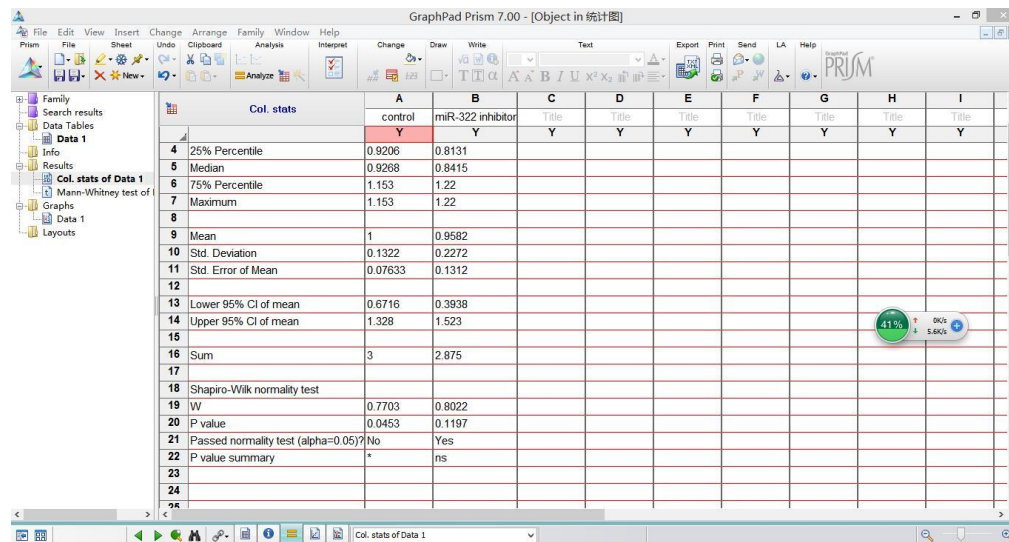 GraphPad Prism 7.00 - [Object in 统计图]
File Edit View Insert Change Arrange Family Window Help
Prism File Sheet Undo Clipboard Analysis Interpret Change Draw Write Text Export Print Send LA Help
New
Analyze
GraphPad PRISM
Family
Search results
Data Tables
Data 1
Info
Results
Col. stats of Data 1
Mann-Whitney test of
Graphs
Data 1
Layouts
Col. stats A B C D E F G H I
control miR-322 inhibitor Title Title Title Title Title Title Title
Y Y Y Y Y Y Y Y Y
4 25% Percentile 0.9206 0.8131
5 Median 0.9268 0.8415
6 75% Percentile 1.153 1.22
7 Maximum 1.153 1.22
8
9 Mean 1 0.9582
10 Std. Deviation 0.1322 0.2272
11 Std. Error of Mean 0.07633 0.1312
12
13 Lower 95% CI of mean 0.6716 0.3938
14 Upper 95% CI of mean 1.328 1.523
15
16 Sum 3 2.875
17
18 Shapiro-Wilk normality test
19 W 0.7703 0.8022
20 P value 0.0453 0.1197
21 Passed normality test (alpha=0.05)? No Yes
22 P value summary * ns
23
24
25
41% 0K/s
5.6K/s
Col. stats of Data 1